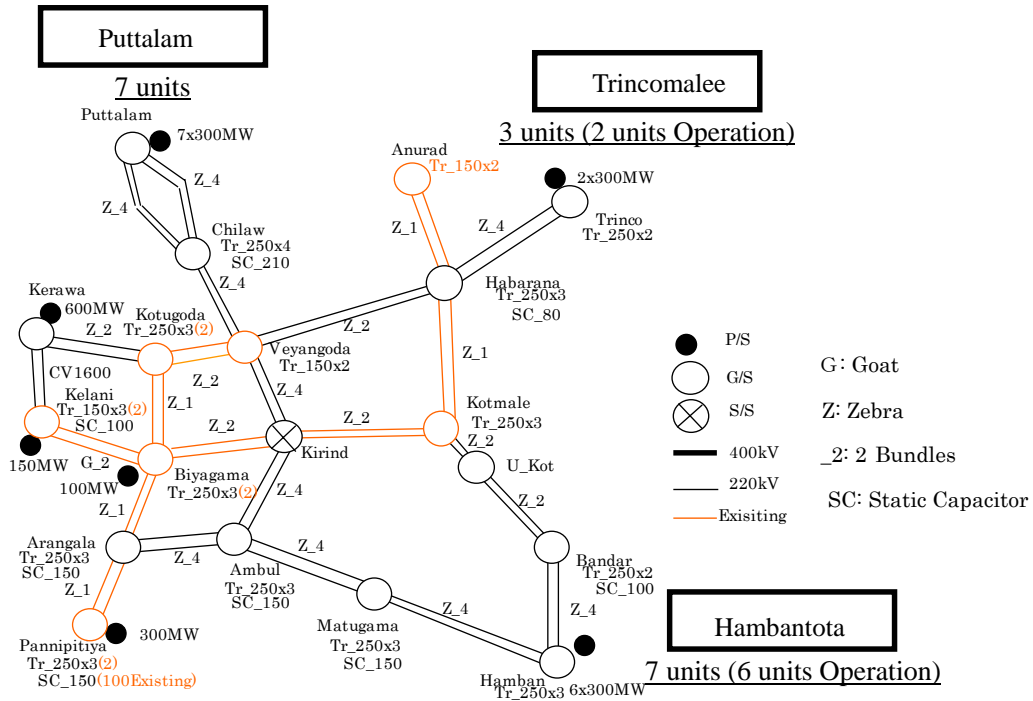 Puttalam
7 units
Trincomalee
3 units (2 units Operation)
Puttalam
7x300MW
Z_4
Z_4
Anurad
Tr_150x2
2x300MW
Z_1
Z_4
Trinco
Tr_250x2
Chilaw
Tr_250x4
SC_210
Z_4
Habarana
Tr_250x3
SC_80
Kerawa
600MW
Z_2
Kotugoda
Tr_250x3(2)
Z_2
Veyangoda
Tr_150x2
Z_2
Z_1
CV1600
Kelani
Tr_150x3(2)
SC_100
Z_1
Z_4
Z_2
Z_2
Kotmale
Tr_250x3
Z_2
Kirind
150MW
G_2
100MW
Biyagama
Tr_250x3(2)
U_Kot
Z_4
Z_2
Z_1
Arangala
Tr_250x3
SC_150
Z_4
Ambul
Tr_250x3
SC_150
Z_4
Bandar
Tr_250x2
SC_100
Z_1
Matugama
Tr_250x3
SC_150
Z_4
Z_4
Pannipitiya
300MW
Tr_250x3(2)
SC_150(100Existing)
Hamban
Tr_250x3
6x300MW
Hambantota
7 units (6 units Operation)
P/S
G/S
S/S
400kV
220kV
Exisiting
G: Goat
Z: Zebra
_2: 2 Bundles
SC: Static Capacitor